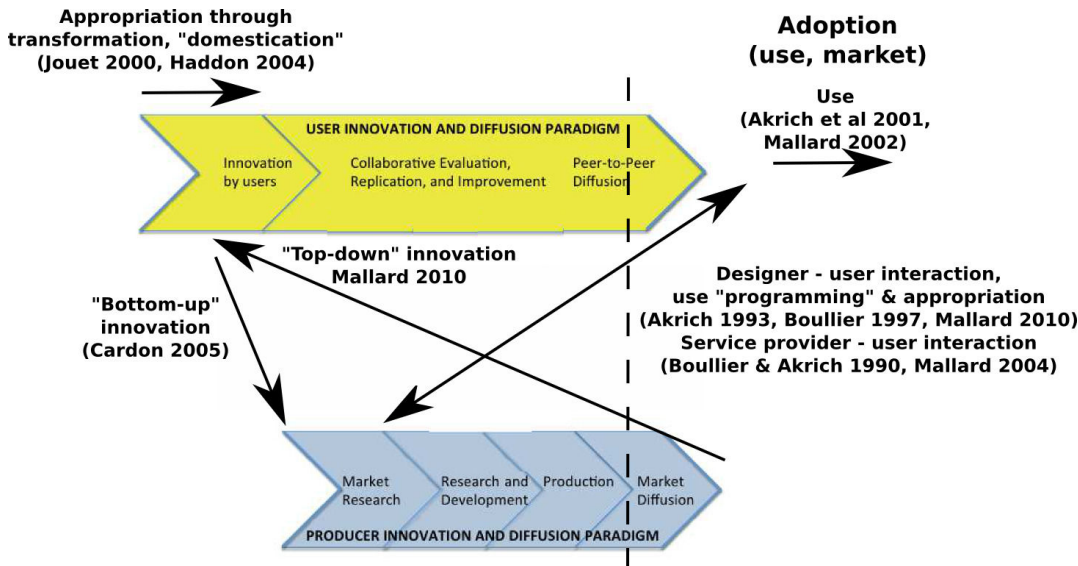 Appropriation through
transformation, "domestication"
(Jouet 2000, Haddon 2004)
Adoption
(use, market)
Use
(Akrich et al 2001,
Mallard 2002)
USER INNOVATION AND DIFFUSION PARADIGM
Innovation
by users
Collaborative Evaluation,
Replication, and Improvement
Peer-to-Peer
Diffusion
"Top-down" innovation
Mallard 2010
"Bottom-up"
innovation
(Cardon 2005)
Designer - user interaction,
use "programming" & appropriation
(Akrich 1993, Boullier 1997, Mallard 2010)
Service provider - user interaction
(Boullier & Akrich 1990, Mallard 2004)
Market
Research
Research and
Development
Production
Market
Diffusion
PRODUCER INNOVATION AND DIFFUSION PARADIGM